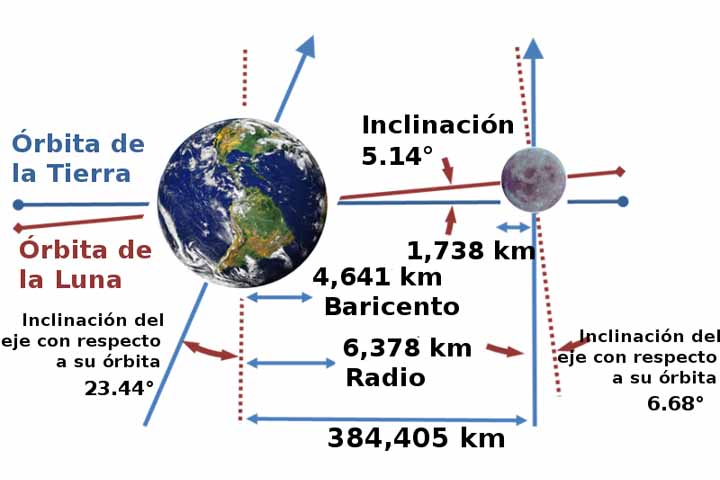 Órbita de
la Tierra
Inclinación
5.14°
Órbita de
la Luna
1,738 km
4,641 km
Baricento
Inclinación del
eje con respecto
a su órbita
23.44°
6,378 km
Radio
Inclinación del
eje con respecto
a su órbita
6.68°
384,405 km